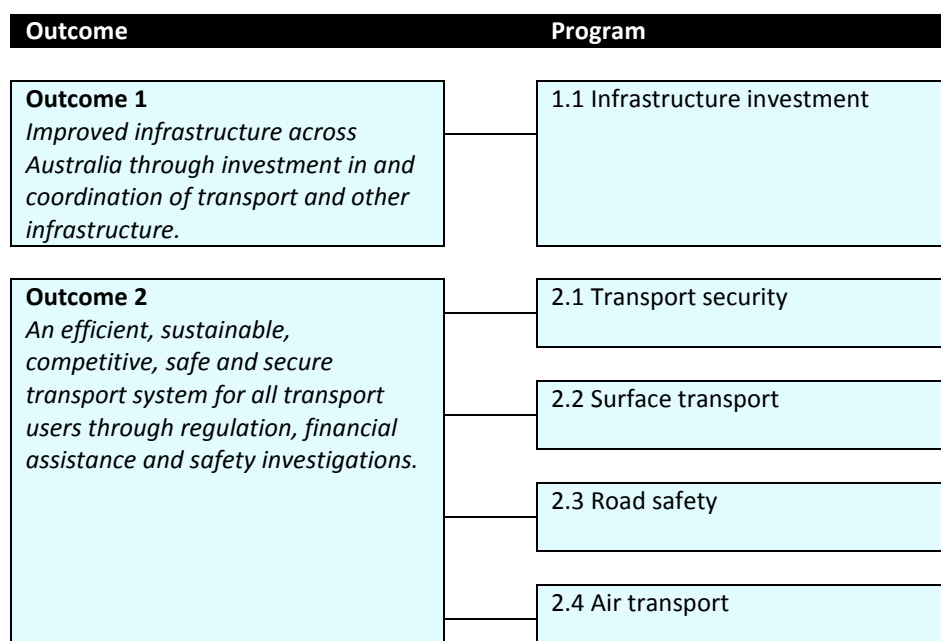 Outcome Program
Outcome 1
Improved infrastructure across
Australia through investment in and
coordination of transport and other
infrastructure.
1.1 Infrastructure investment
Outcome 2
An efficient, sustainable,
competitive, safe and secure
transport system for all transport
users through regulation, financial
assistance and safety investigations.
2.1 Transport security
2.2 Surface transport
2.3 Road safety
2.4 Air transport